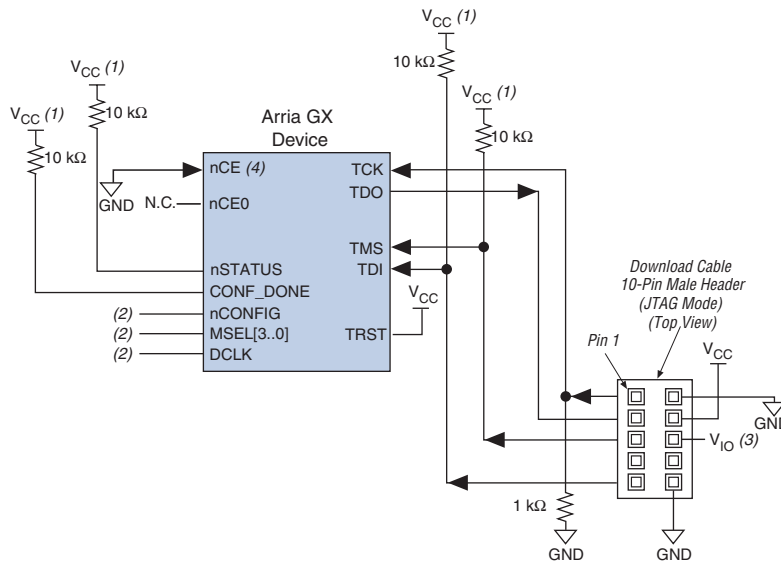 VCC (1)
10 kΩ
VCC (1)
VCC (1)
10 kΩ
VCC (1)
10 kΩ
10 kΩ
Arria GX
Device
nCE (4)
TCK
GND
TDO
N.C.
nCE0
TMS
nSTATUS
TDI
CONF_DONE
VCC
(2)
nCONFIG
(2)
MSEL[3..0]
TRST
(2)
DCLK
Download Cable
10-Pin Male Header
(JTAG Mode)
(Top View)
Pin 1
VCC
GND
VIO (3)
1 kΩ
GND
GND